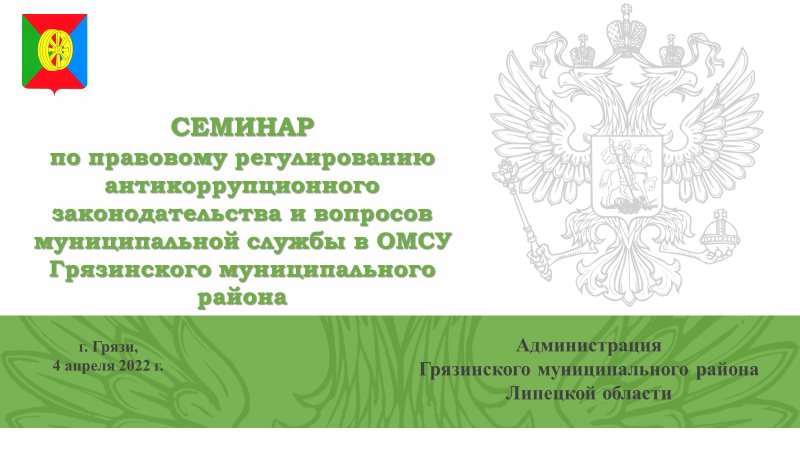 СЕМИНАР
по правовому регулированию
антикоррупционного
законодательства и вопросов
муниципальной службы в ОМСУ
Грязинского муниципального
района
г. Грязи,
4 апреля 2022 г.
Администрация
Грязинского муниципального района
Липецкой области